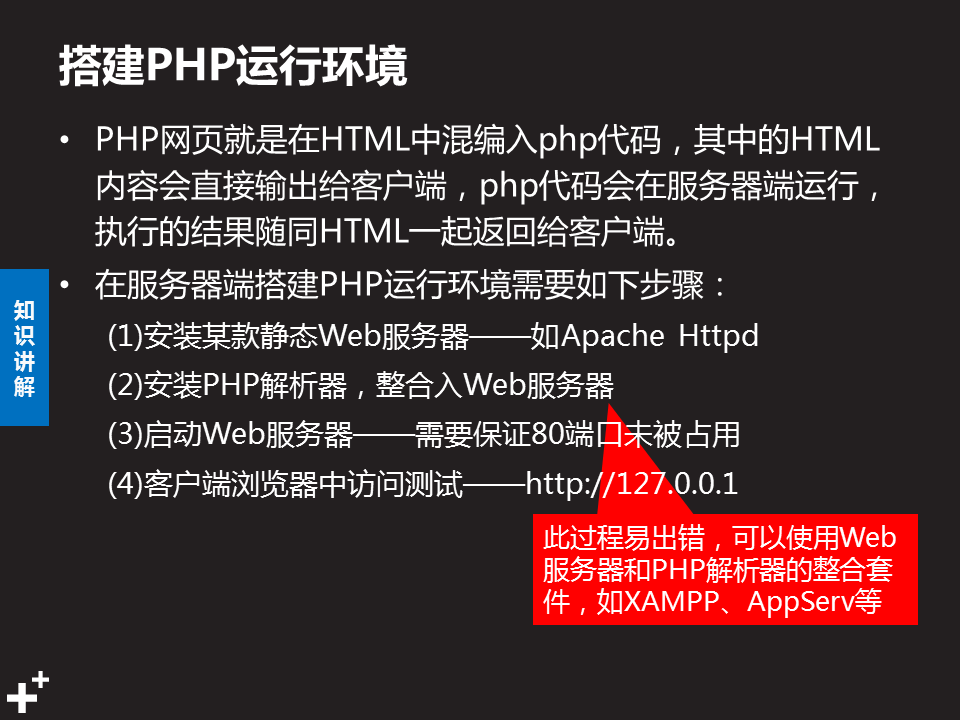 搭建PHP运行环境
• PHP网页就是在HTML中混编入php代码，其中的HTML
内容会直接输出给客户端，php代码会在服务器端运行，
执行的结果随同HTML一起返回给客户端。
• 在服务器端搭建PHP运行环境需要如下步骤：
(1)安装某款静态Web服务器——如Apache Httpd
(2)安装PHP解析器，整合入Web服务器
(3)启动Web服务器——需要保证80端口未被占用
(4)客户端浏览器中访问测试——http://127.0.0.1
此过程易出错，可以使用Web
服务器和PHP解析器的整合套
件，如XAMPP、AppServ等
知
识
讲
解